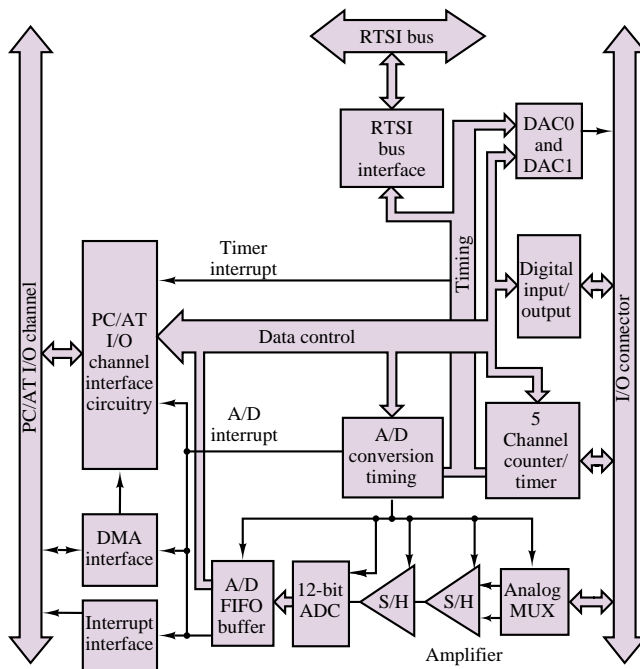 RTSI bus
RTSI
bus
interface
DAC0
and
DAC1
Timer
interrupt
Timing
Digital
input/
output
PC/AT I/O channel
PC/AT
I/O
channel
interface
circuitry
Data control
I/O connector
A/D
interrupt
A/D
conversion
timing
5
Channel
counter/
timer
DMA
interface
A/D
FIFO
buffer
12-bit
ADC
S/H
S/H
Analog
MUX
Interrupt
interface
Amplifier